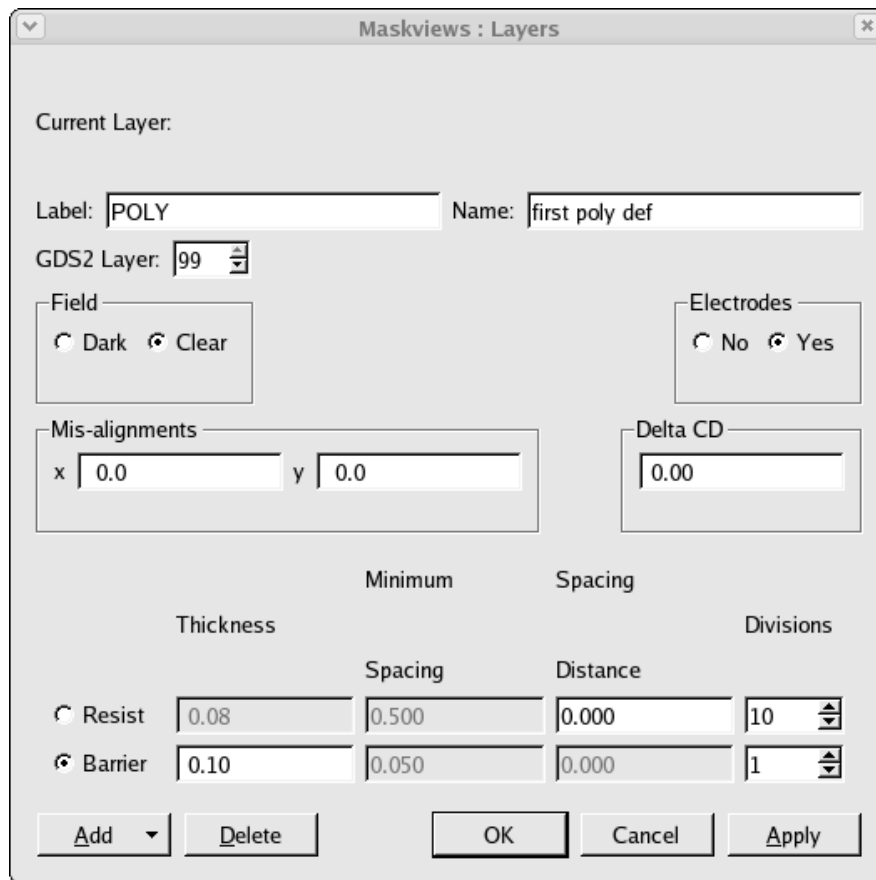 Maskviews : Layers
Current Layer:
Label: POLY Name: first poly def
GDS2 Layer: 99
Field Electrodes
Dark Clear No Yes
Mis-alignments Delta CD
x 0.0 y 0.0 0.00
Minimum Spacing
Thickness Divisions
Spacing Distance
Resist 0.08 0.500 0.000 10
Barrier 0.10 0.050 0.000 1
Add Delete OK Cancel Apply